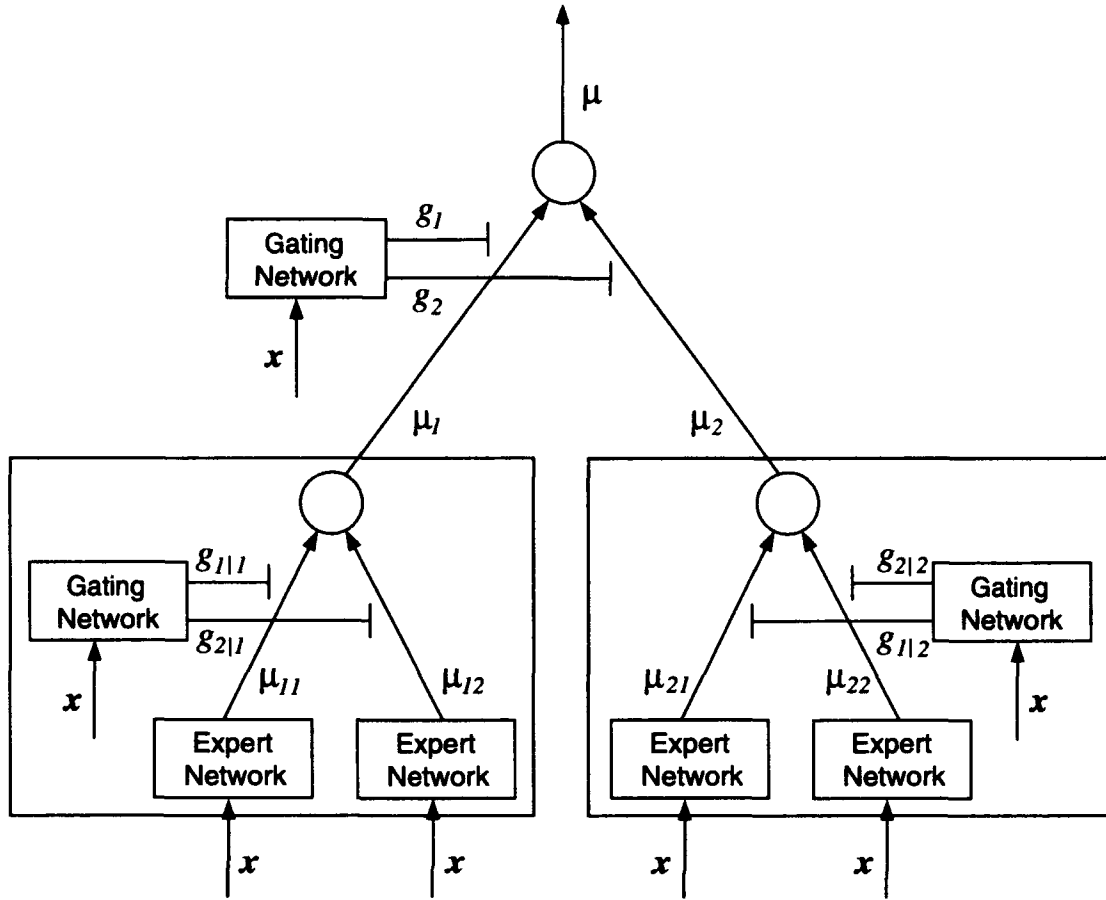 μ
g1
Gating
Network
g2
x
μ1
μ2
g1|1
Gating
Network
g2|1
x
μ11
μ12
Expert
Network
Expert
Network
x
x
g2|2
Gating
Network
g1|2
x
μ21
μ22
Expert
Network
Expert
Network
x
x